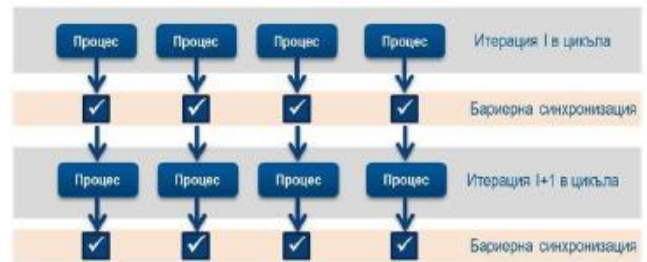 Процес Процес Процес Процес Итерация I в цикъла
Бариерна синхронизация
Процес Процес Процес Процес Итерация I+1 в цикъла
Бариерна синхронизация